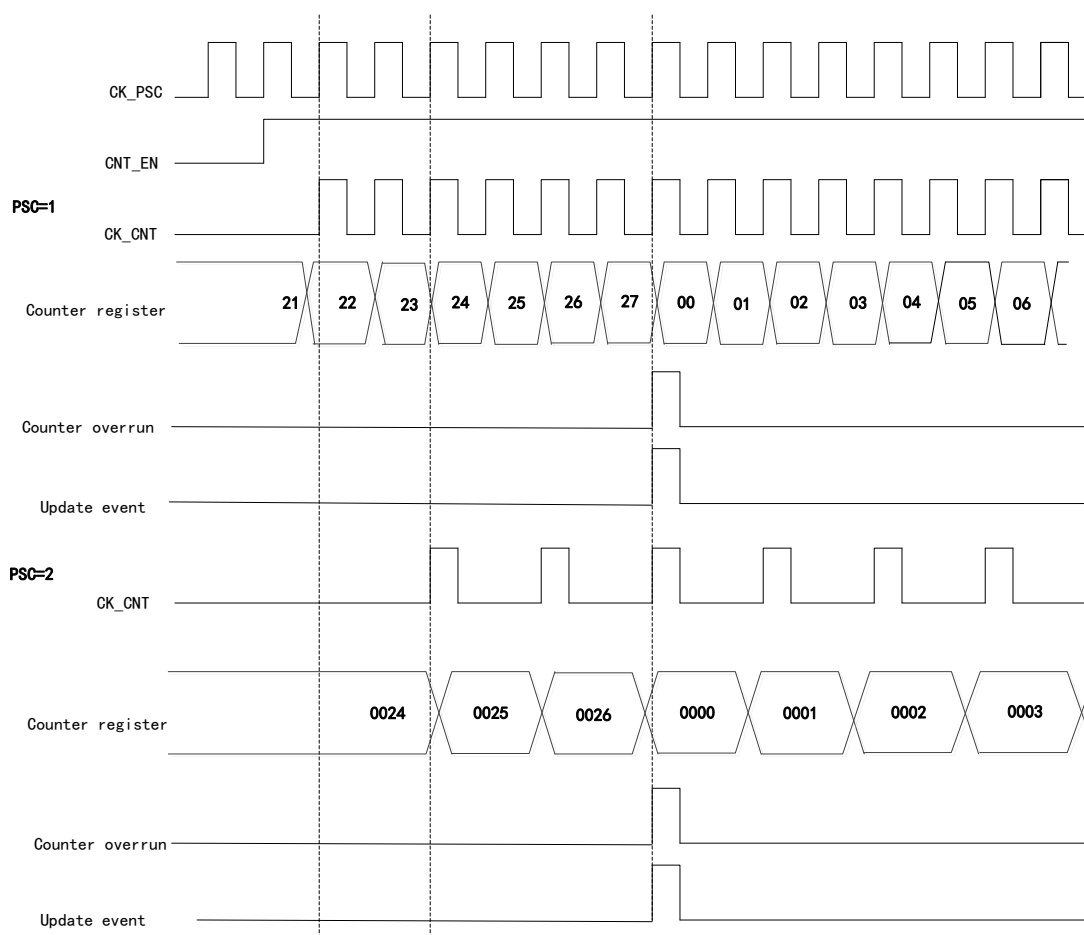 CK_PSC
CNT_EN
PSC=1
CK_CNT
Counter register 21 22 23 24 25 26 27 00 01 02 03 04 05 06
Counter overrun
Update event
PSC=2
CK_CNT
Counter register 0024 0025 0026 0000 0001 0002 0003
Counter overrun
Update event